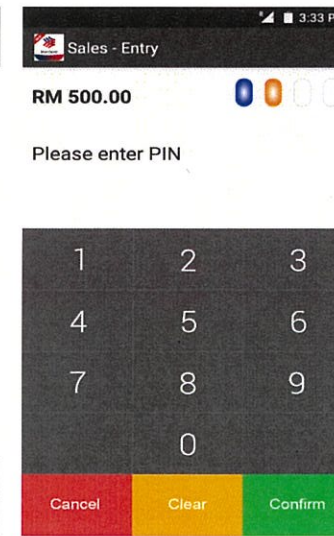 3:33 P
Sales - Entry
RM 500.00
Please enter PIN
1 2 3
4 5 6
7 8 9
0
Cancel Clear Confirm